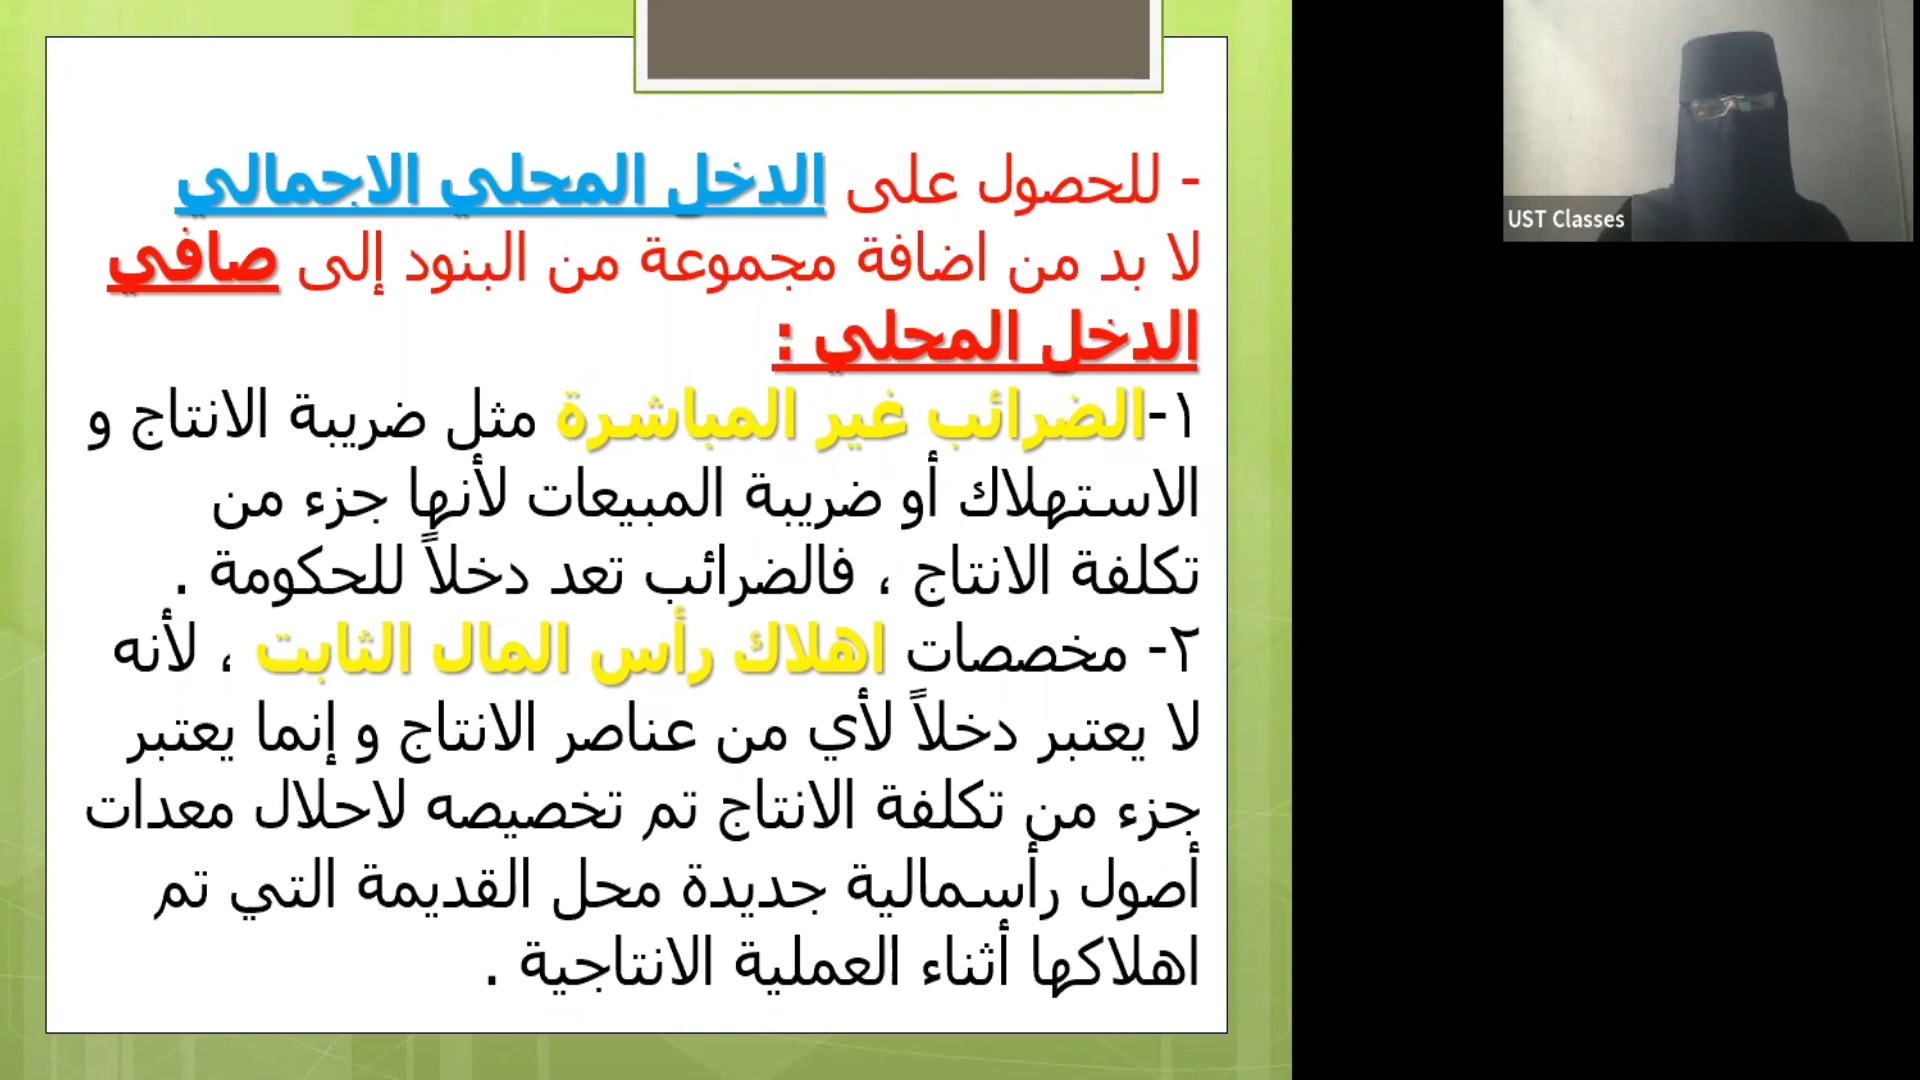 - للحصول على الدخل المحلي الاجمالي
لا بد من اضافة مجموعة من البنود إلى صافي
الدخل المحلي :
١-الضرائب غير المباشرة مثل ضريبة الانتاج و
الاستهلاك أو ضريبة المبيعات لأنها جزء من
تكلفة الانتاج ، فالضرائب تعد دخلاً للحكومة .
٢- مخصصات اهلاك رأس المال الثابت ، لأنه
لا يعتبر دخلاً لأي من عناصر الانتاج و إنما يعتبر
جزء من تكلفة الانتاج تم تخصيصه لاحلال معدات
أصول رأسمالية جديدة محل القديمة التي تم
اهلاكها أثناء العملية الانتاجية .
UST Classes